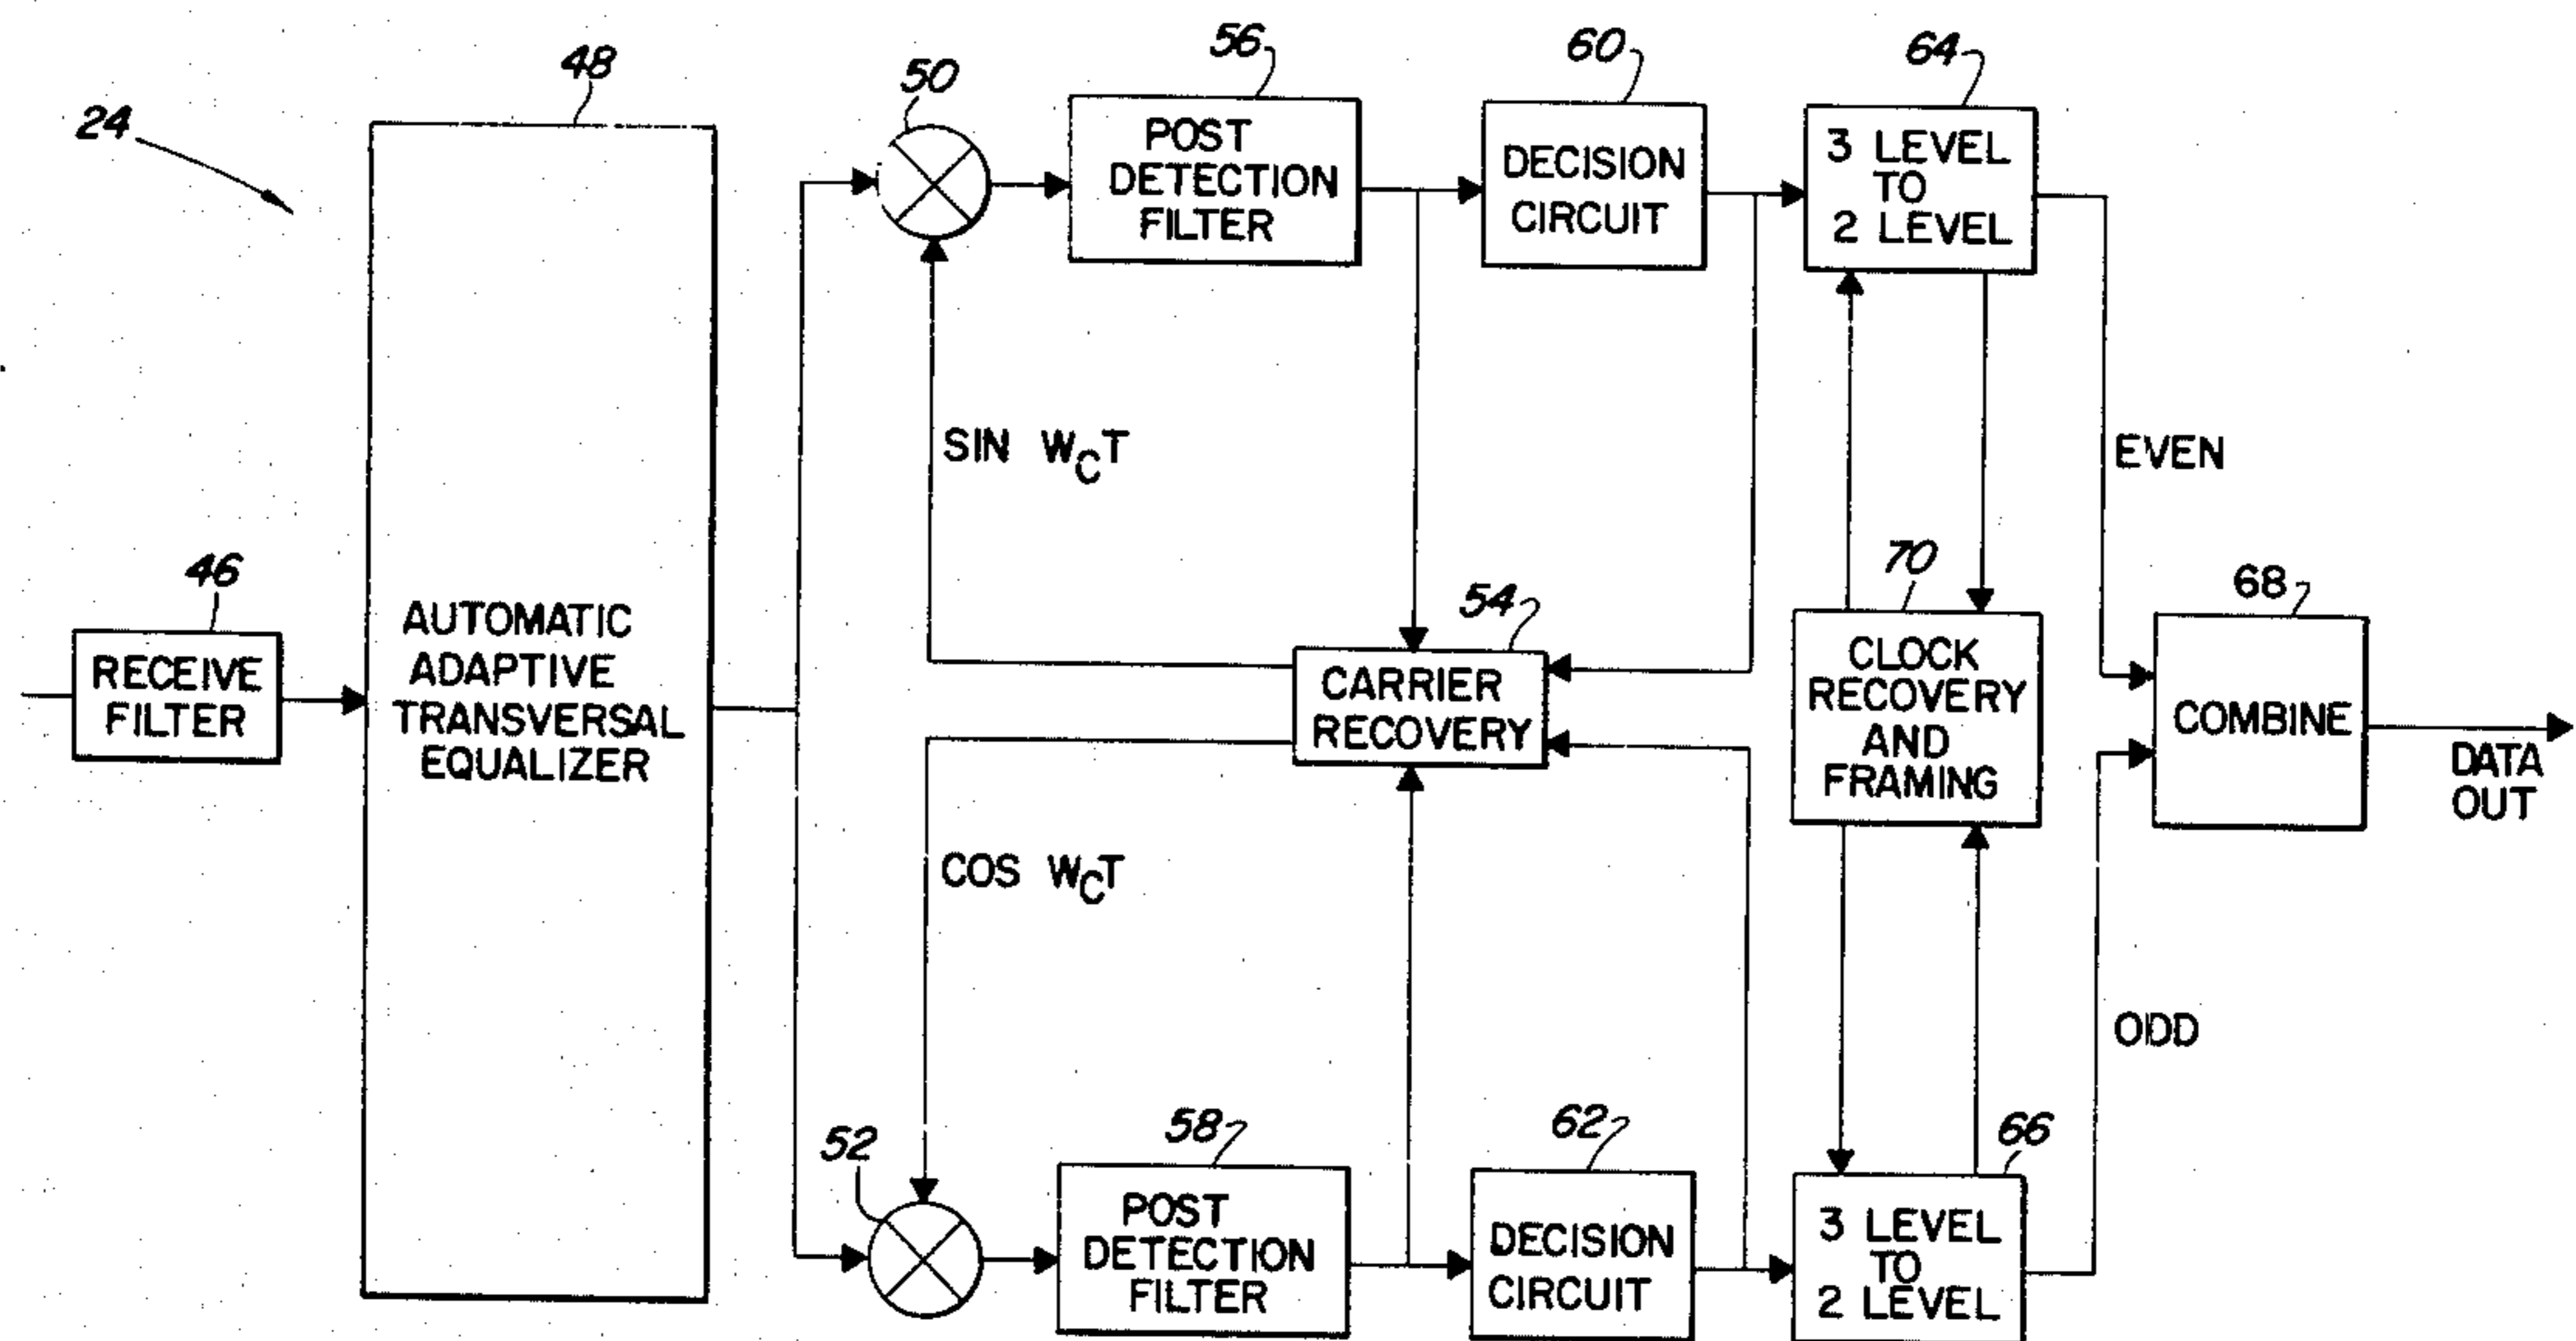 24
48
50
56
POST
DETECTION
FILTER
60
DECISION
CIRCUIT
64
3 LEVEL
TO
2 LEVEL
SIN WCT
EVEN
46
RECEIVE
FILTER
AUTOMATIC
ADAPTIVE
TRANSVERSAL
EQUALIZER
54
CARRIER
RECOVERY
70
CLOCK
RECOVERY
AND
FRAMING
68
COMBINE
DATA
OUT
COS WCT
ODD
52
58
POST
DETECTION
FILTER
62
DECISION
CIRCUIT
66
3 LEVEL
TO
2 LEVEL